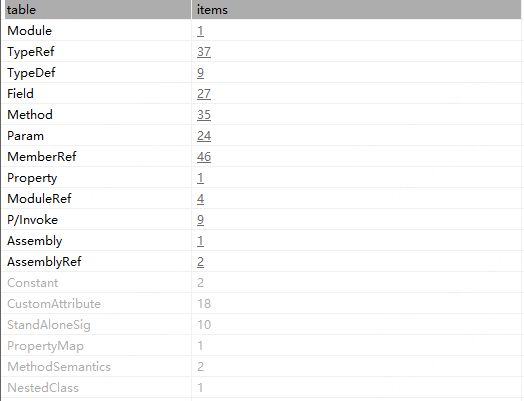 table items
Module 1
TypeRef 37
TypeDef 9
Field 27
Method 35
Param 24
MemberRef 46
Property 1
ModuleRef 4
P/Invoke 9
Assembly 1
AssemblyRef 2
Constant 2
CustomAttribute 18
StandAloneSig 10
PropertyMap 1
MethodSemantics 2
NestedClass 1